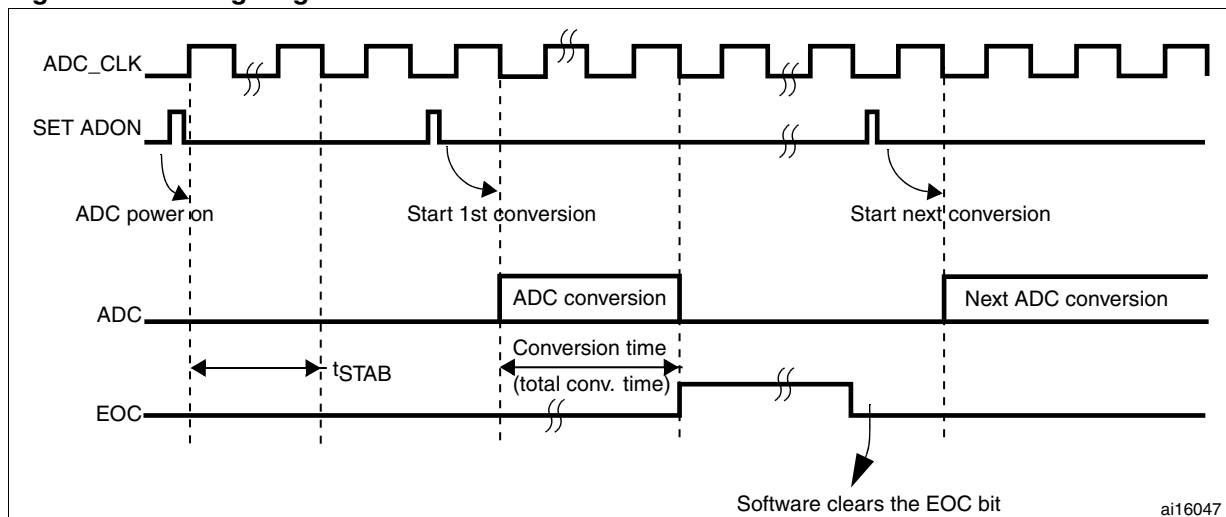 ADC_CLK
SET ADON
ADC power on
Start 1st conversion
Start next conversion
ADC conversion
Next ADC conversion
ADC
Conversion time
tSTAB
(total conv. time)
EOC
Software clears the EOC bit
ai16047